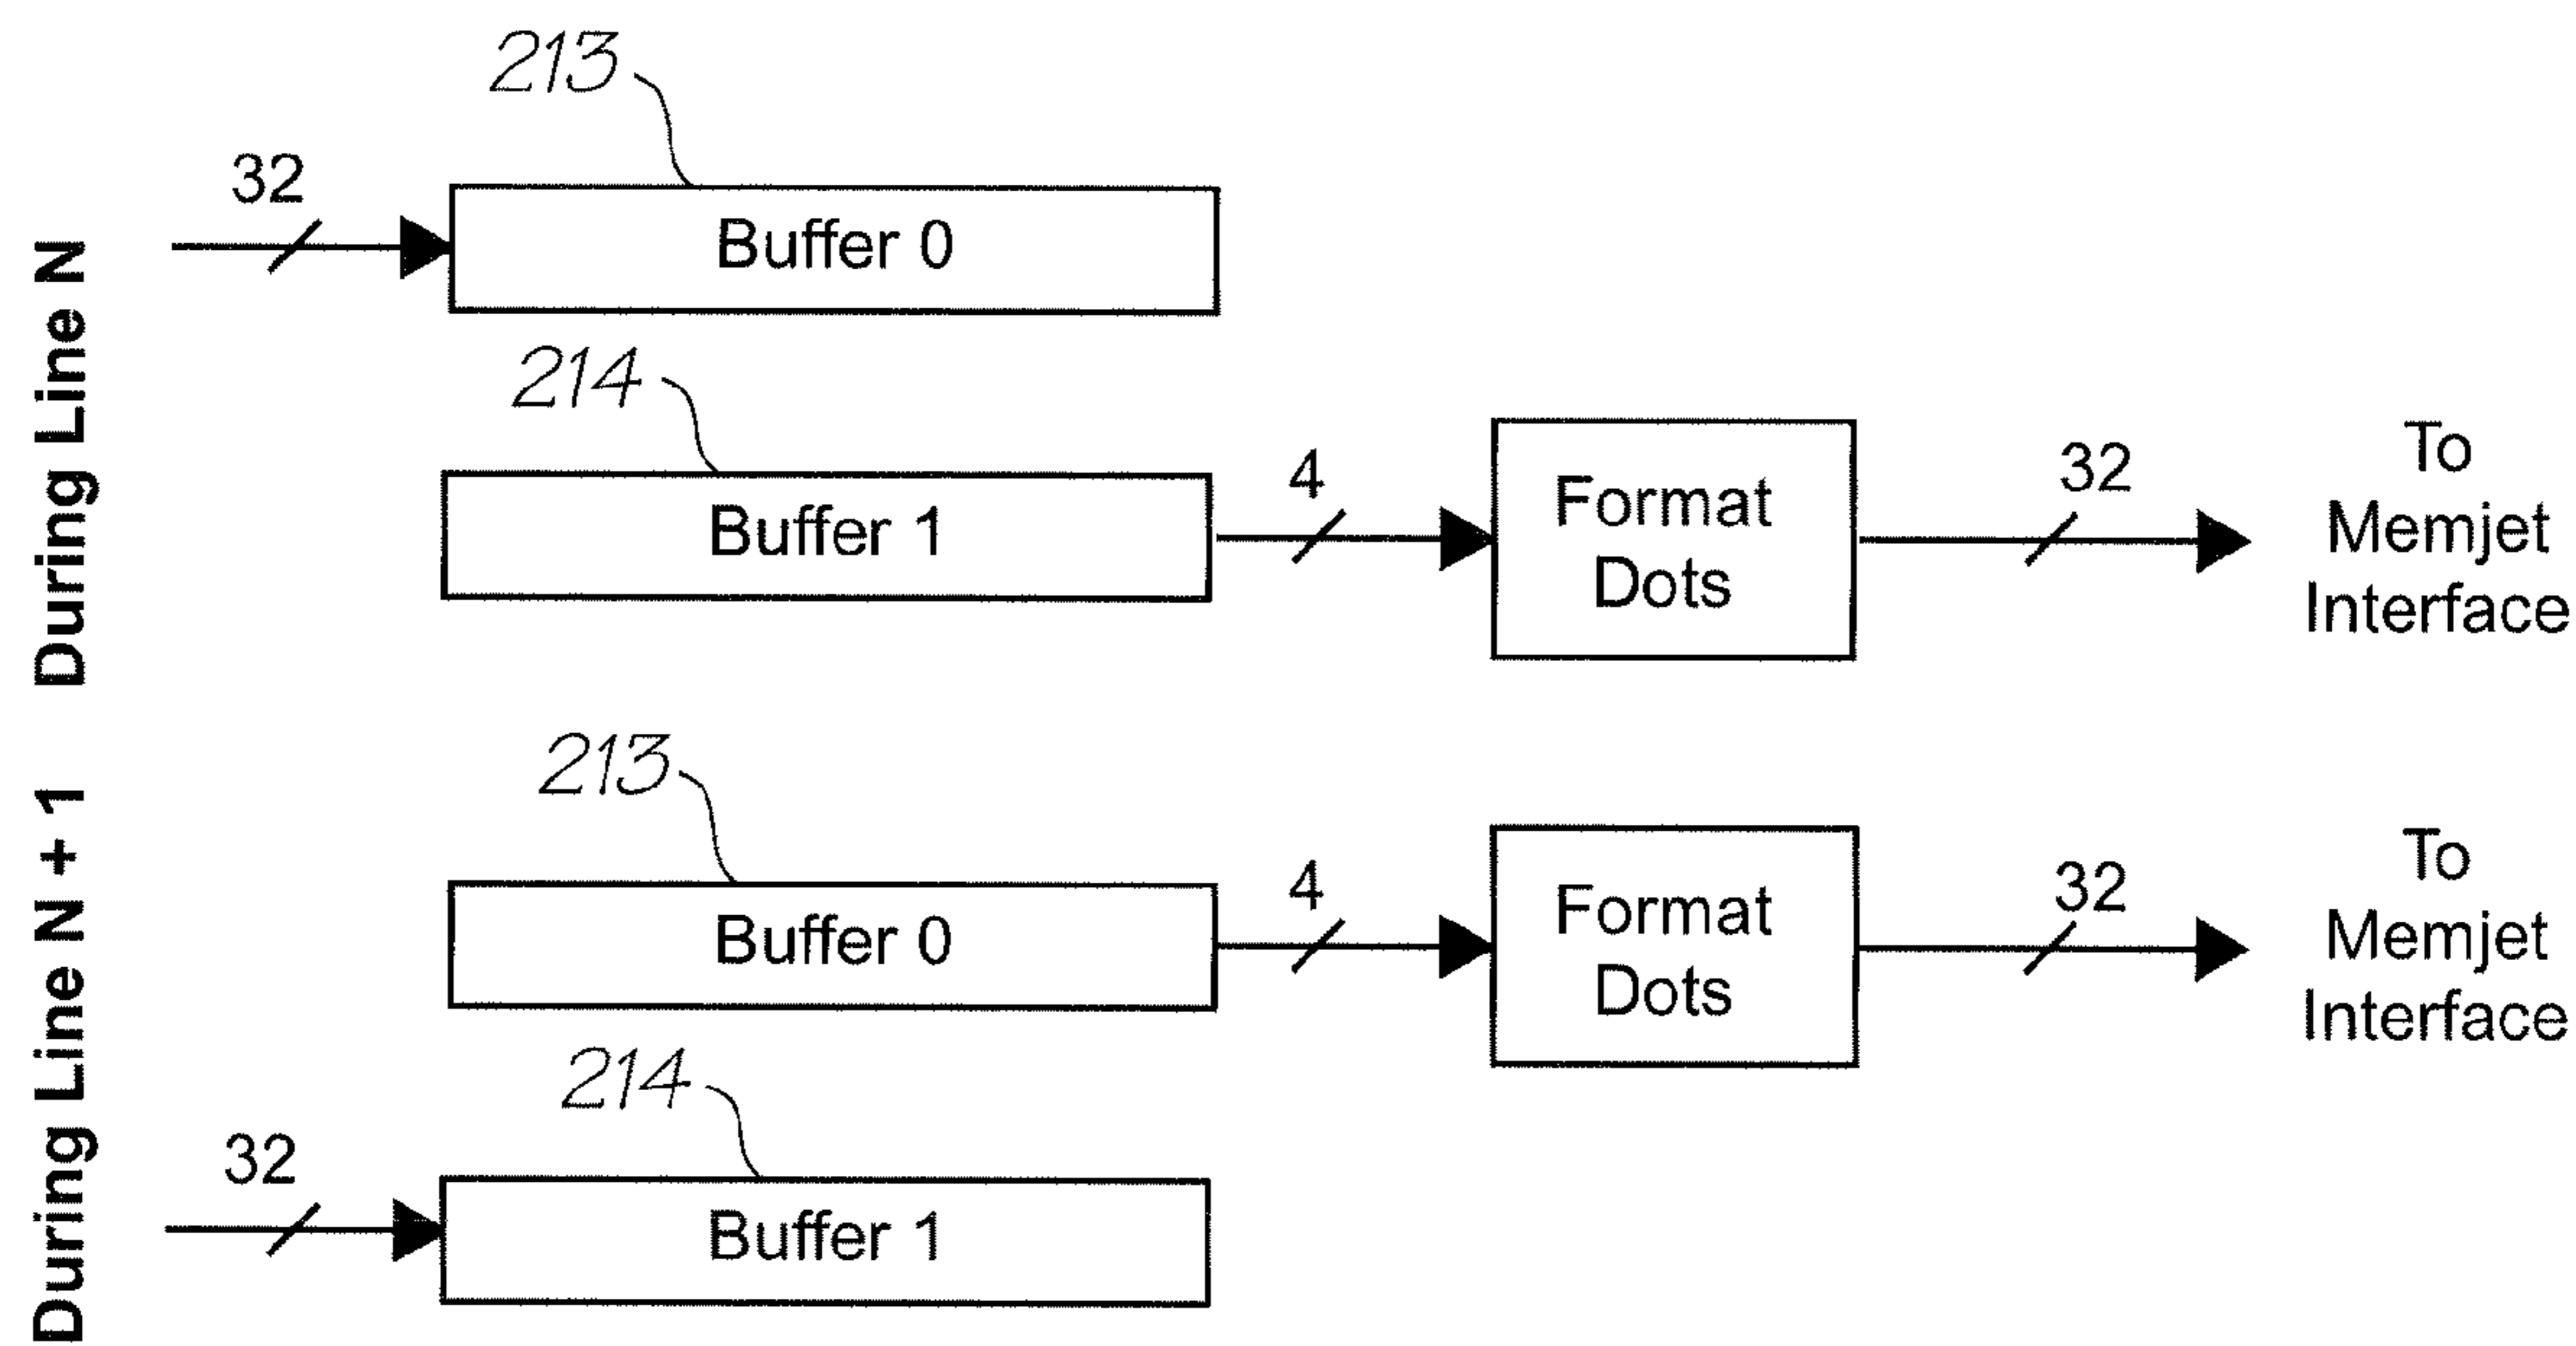 During Line N
213
32
Buffer 0
214
Buffer 1
4
Format
Dots
32
To
Memjet
Interface
During Line N + 1
213
Buffer 0
4
Format
Dots
32
To
Memjet
Interface
214
32
Buffer 1